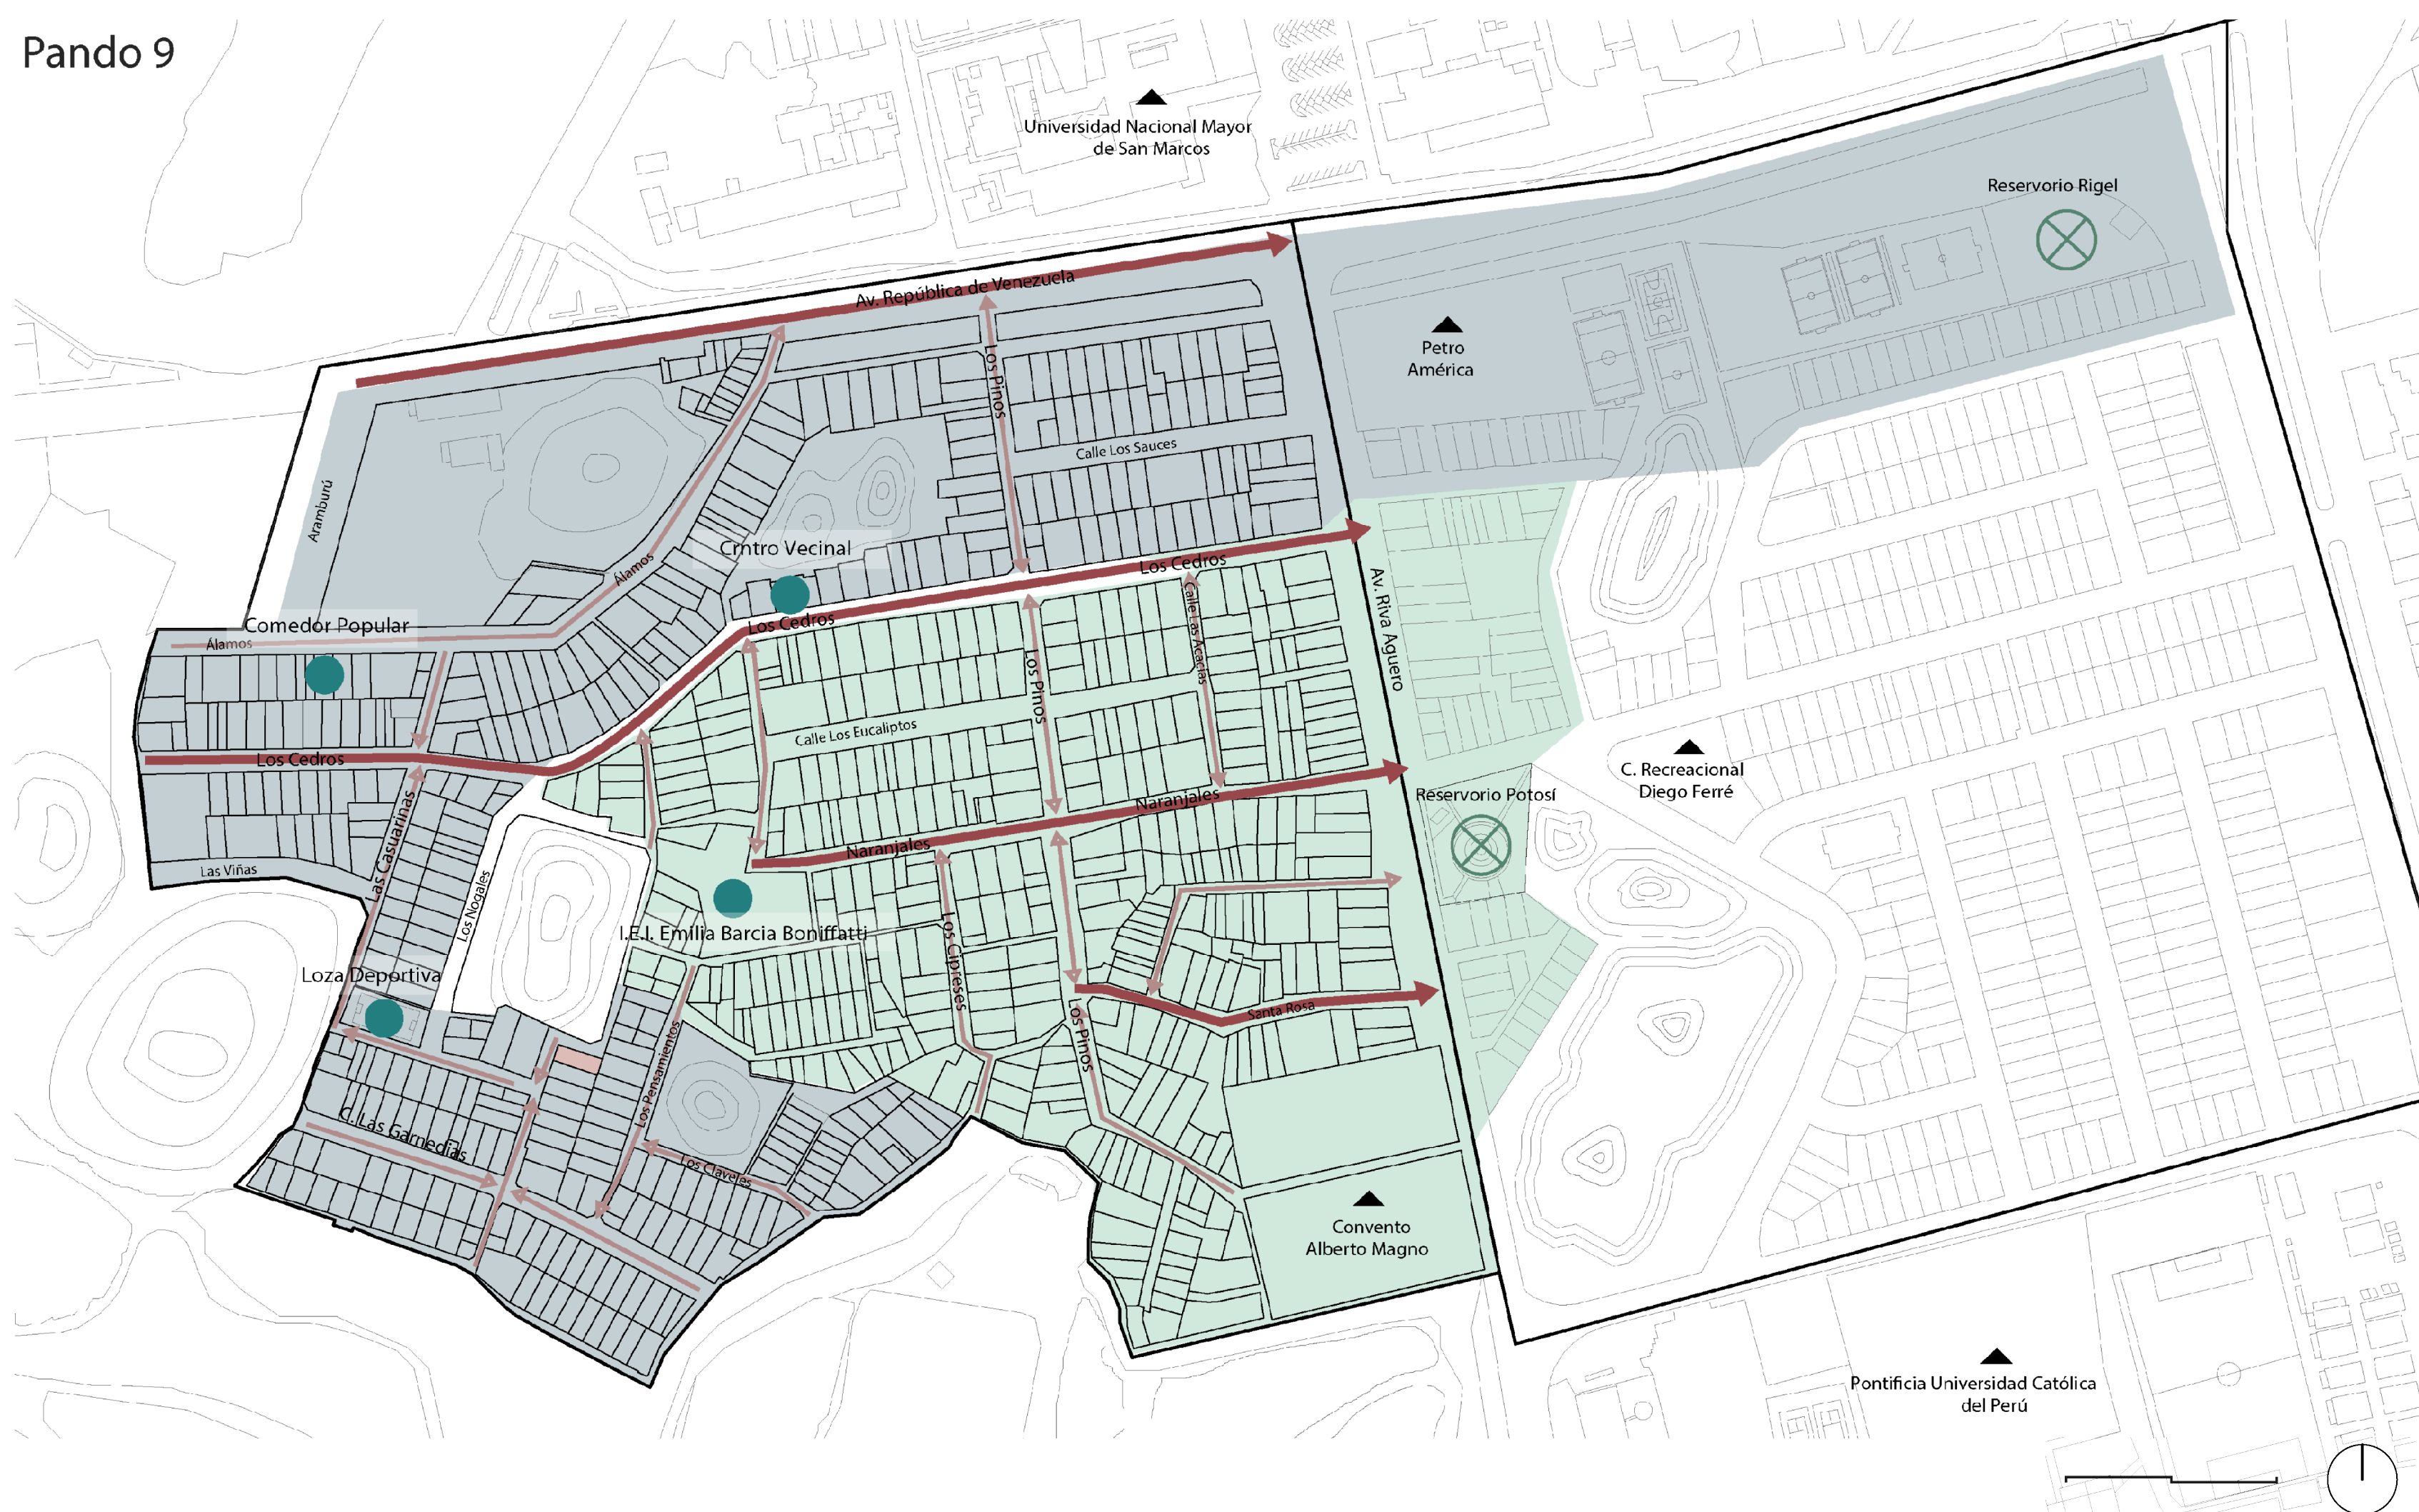 Pando 9
Universidad Nacional Mayor
de San Marcos
Reservorio Rigel
Av. República de Venezuela
Petro
América
Los Pinos
Calle Los Sauces
Aramburú
Álamos
Crntro Vecinal
Los Cedros
Los Cedros
Calle Las Acacias
Av. Riva Aguero
Comedor Popular
Álamos
Los Pinos
Calle Los Eucaliptos
Los Cedros
C. Recreacional
Diego Ferré
Reservorio Potosí
Naranjales
Naranjales
Las Casuarinas
Las Viñas
Los Nogales
I.E.I. Emilia Barcia Boniffatti
Los Cipreses
Loza Deportiva
Santa Rosa
Los Pinos
Los Pensamientos
C. Las Garnedias
Los Claveles
Convento
Alberto Magno
Pontificia Universidad Católica
del Perú